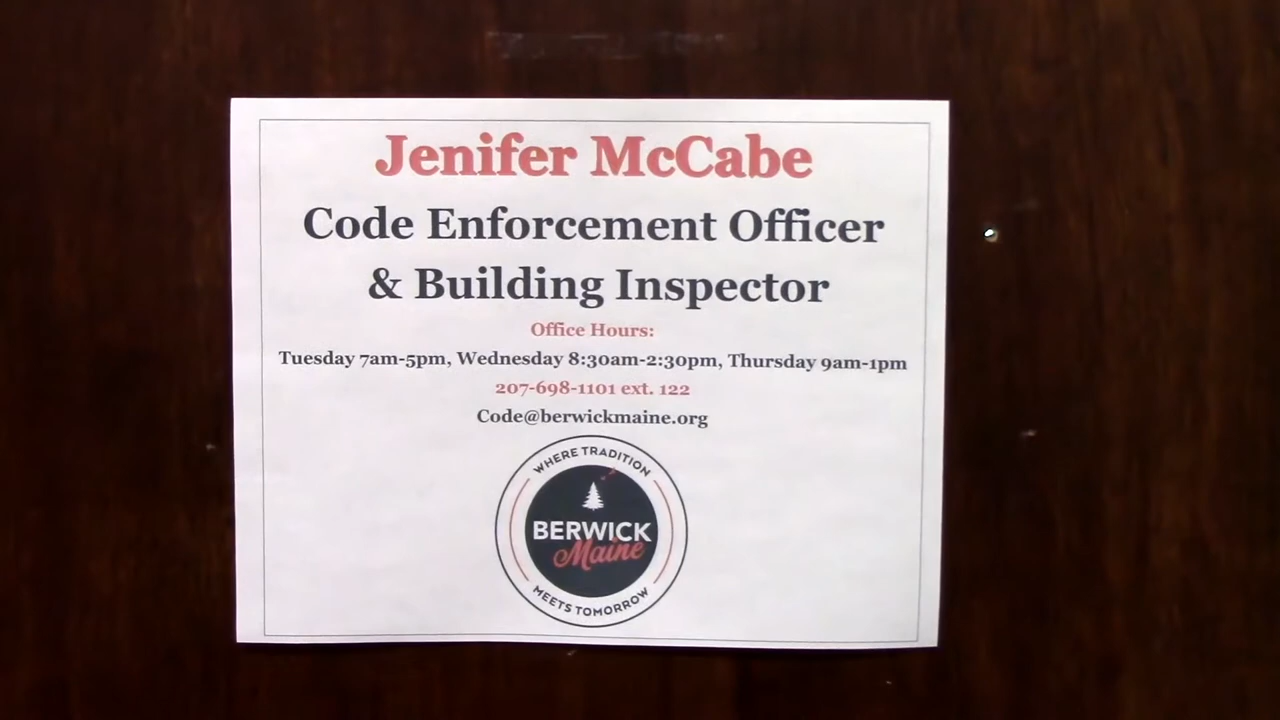 Jenifer McCabe
Code Enforcement Officer
& Building Inspector
Office Hours:
Tuesday 7am-5pm, Wednesday 8:30am-2:30pm, Thursday 9am-1pm
207-698-1101 ext. 122
Code@berwickmaine.org
WHERE TRADITION
BERWICK
Maine
MEETS TOMORROW